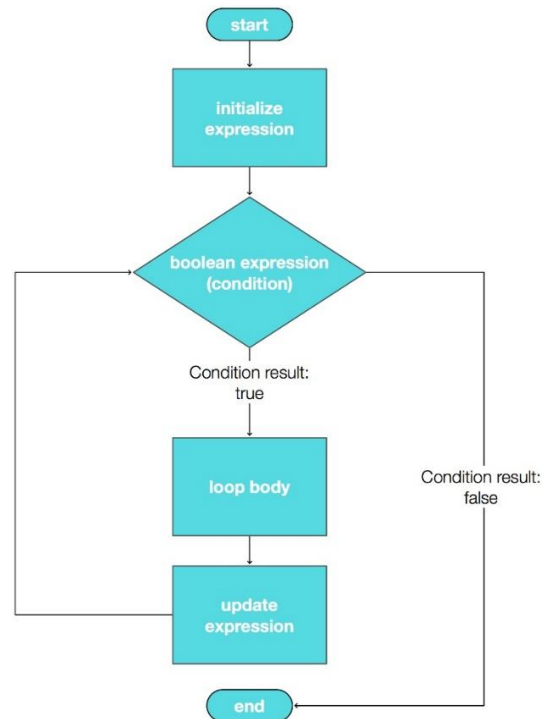 start
initialize
expression
boolean expression
(condition)
Condition result:
true
loop body
Condition result:
false
update
expression
end